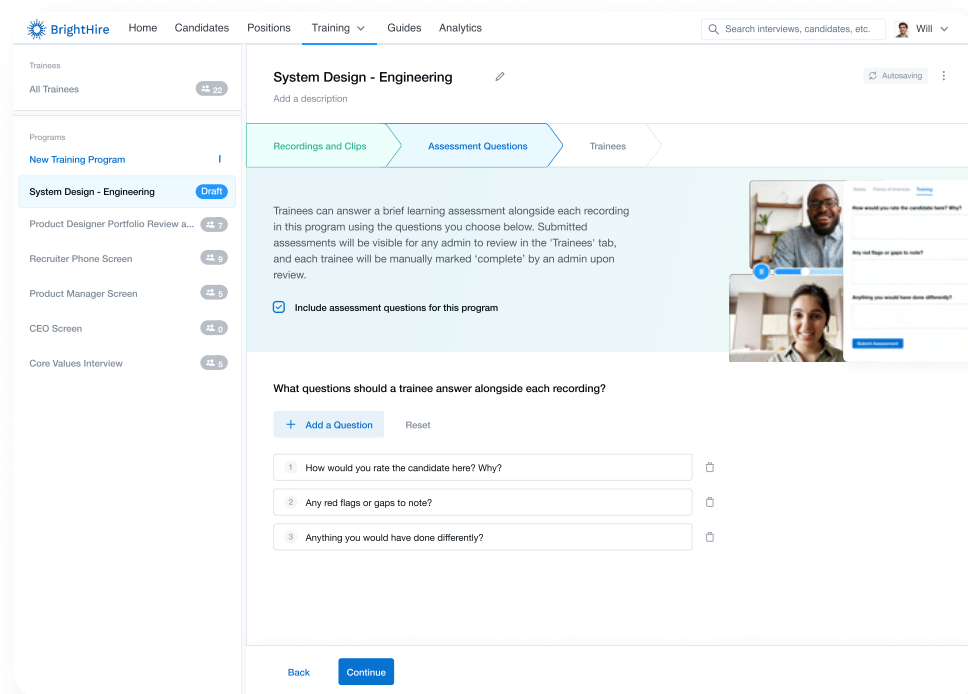 BrightHire
Home
Candidates
Positions
Training
Guides
Analytics
Search interviews, candidates, etc.
Will
Trainees
All Trainees
22
Programs
New Training Program
System Design - Engineering
Draft
Product Designer Portfolio Review a...
7
Recruiter Phone Screen
9
Product Manager Screen
5
CEO Screen
0
Core Values Interview
5
System Design - Engineering
Autosaving
Add a description
Recordings and Clips
Assessment Questions
Trainees
Trainees can answer a brief learning assessment alongside each recording
in this program using the questions you choose below. Submitted
assessments will be visible for any admin to review in the 'Trainees' tab,
and each trainee will be manually marked ‘complete’ by an admin upon
review.
Include assessment questions for this program
Notes
Points of Interests
Training
How would you rate the candidate here? Why?
Any red flags or gaps to note?
Anything you would have done differently?
Submit Assessment
What questions should a trainee answer alongside each recording?
Add a Question
Reset
1 How would you rate the candidate here? Why?
2 Any red flags or gaps to note?
3 Anything you would have done differently?
Back
Continue